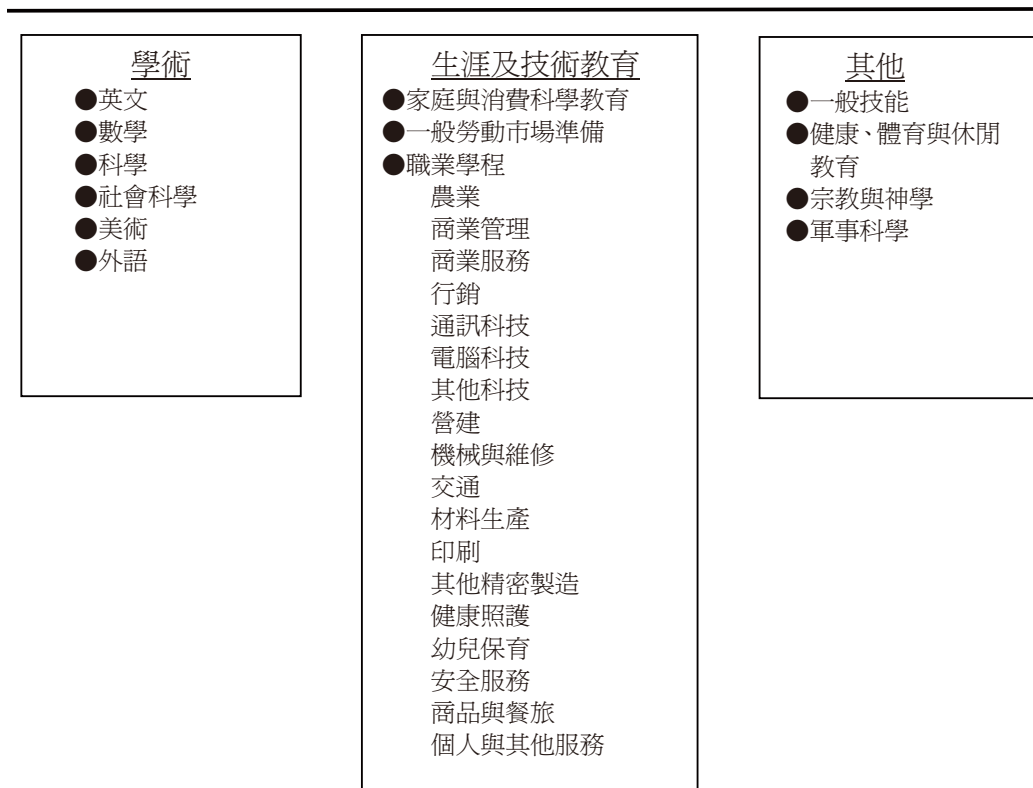 學術
●英文
●數學
●科學
●社會科學
●美術
●外語
生涯及技術教育
●家庭與消費科學教育
●一般勞動市場準備
●職業學程
農業
商業管理
商業服務
行銷
通訊科技
電腦科技
其他科技
營建
機械與維修
交通
材料生產
印刷
其他精密製造
健康照護
幼兒保育
安全服務
商品與餐旅
個人與其他服務
其他
●一般技能
●健康、體育與休閒
教育
●宗教與神學
●軍事科學